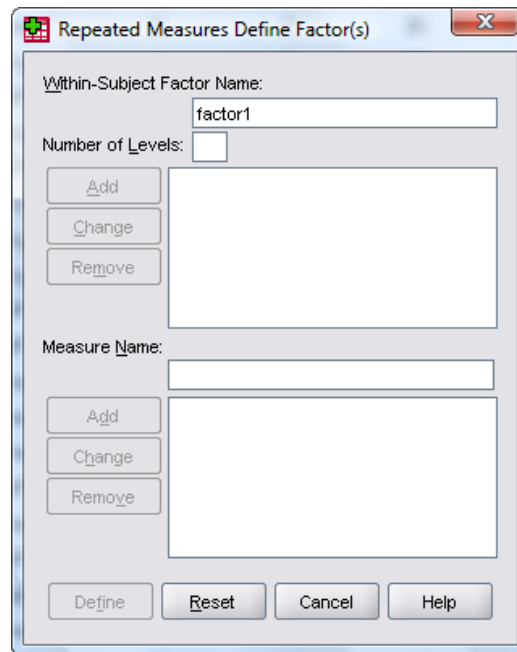 Repeated Measures Define Factor(s)
Within-Subject Factor Name:
factor1
Number of Levels:
Add
Change
Remove
Measure Name:
Add
Change
Remove
Define Reset Cancel Help